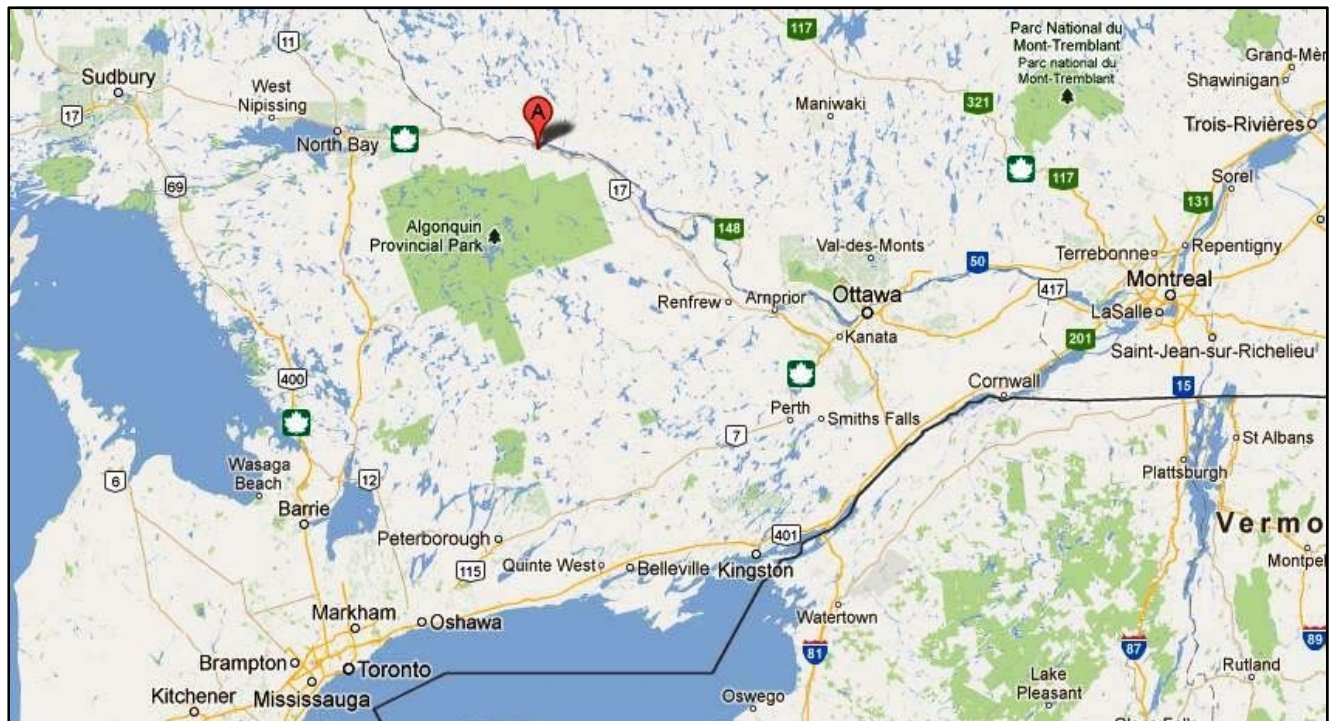 117
Parc National du
Mont-Tremblant
Parc national du
Mont-Tremblant
Grand-Mèr
11
Sudbury
Shawinigan
West
Nipissing
321
Maniwaki
A
17
North Bay
Trois-Rivières
69
17
117
Sorel
131
Algonquin
Provincial Park
148
Val-des-Monts
Terrebonne
Repentigny
50
Montreal
417
Renfrew
Arnprior
Ottawa
LaSalle
Kanata
201
Saint-Jean-sur-Richelieu
400
Cornwall
15
Perth
Smiths Falls
7
St Albans
Wasaga
Beach
6
12
Plattsburgh
Barrie
Vermo
Peterborough
401
115
Quinte West
Belleville
Kingston
Montpel
Markham
Oshawa
Watertown
Brampton
Toronto
81
87
89
Mississauga
Lake
Pleasant
Rutland
Kitchener
Oswego